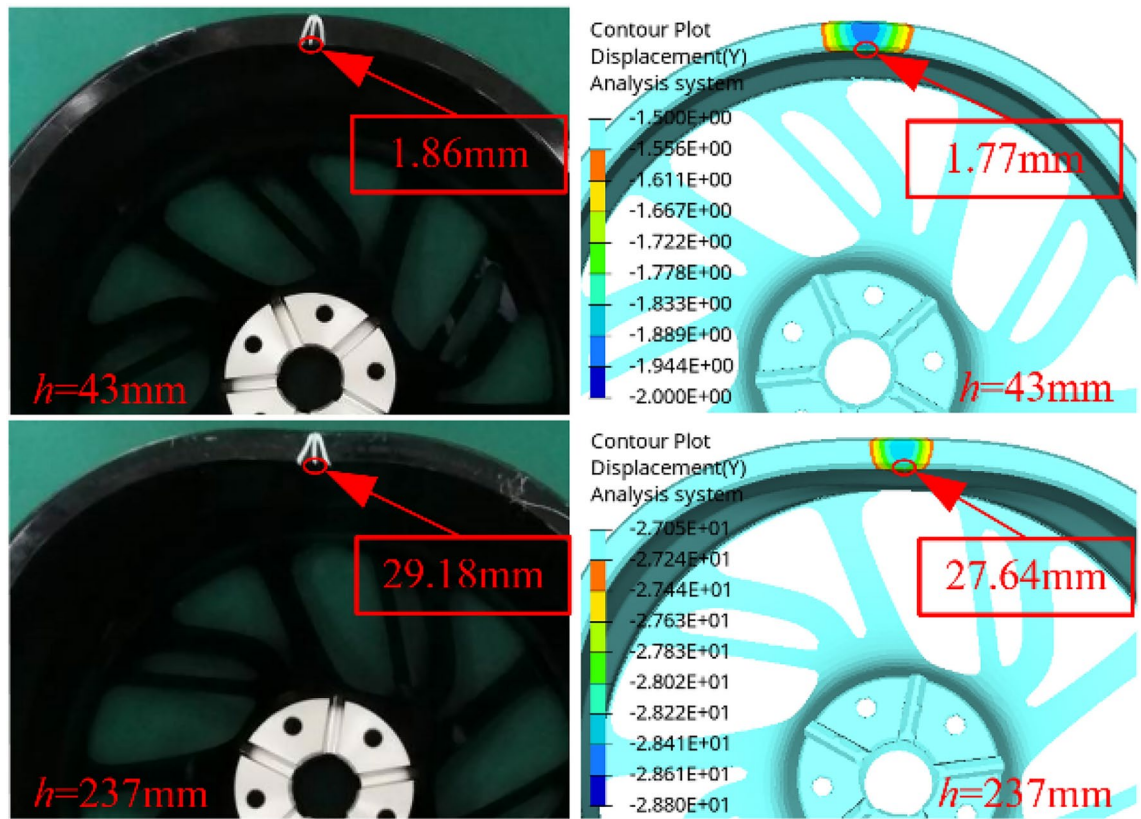 1.86mm
h=43mm
Contour Plot
Displacement(Y)
Analysis system
-1.500E+00
-1.556E+00
-1.611E+00
-1.667E+00
-1.722E+00
-1.778E+00
-1.833E+00
-1.889E+00
-1.944E+00
-2.000E+00
1.77mm
h=43mm
29.18mm
h=237mm
Contour Plot
Displacement(Y)
Analysis system
-2.705E+01
-2.724E+01
-2.744E+01
-2.763E+01
-2.783E+01
-2.802E+01
-2.822E+01
-2.841E+01
-2.861E+01
-2.880E+01
27.64mm
h=237mm